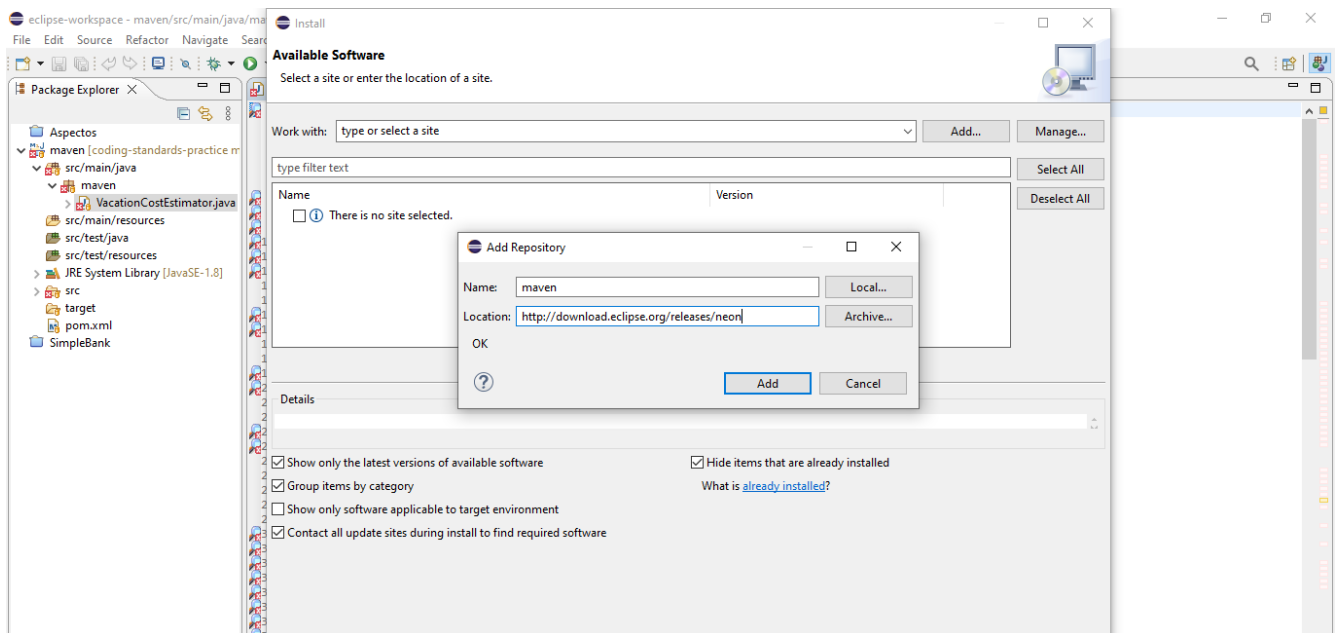 eclipse-workspace - maven/src/main/java/ma
Install
File Edit Source Refactor Navigate Searc
Available Software
Select a site or enter the location of a site.
Package Explorer
Work with: type or select a site Add... Manage...
type filter text Select All
Name Version Deselect All
There is no site selected.
Aspectos
maven [coding-standards-practice m
src/main/java
maven
VacationCostEstimator.java
src/main/resources
src/test/java
src/test/resources
JRE System Library [JavaSE-1.8]
src
target
pom.xml
SimpleBank
Add Repository
Name: maven Local...
Location: http://download.eclipse.org/releases/neon Archive...
OK
Add Cancel
Details
Show only the latest versions of available software
Hide items that are already installed
Group items by category
What is already installed?
Show only software applicable to target environment
Contact all update sites during install to find required software